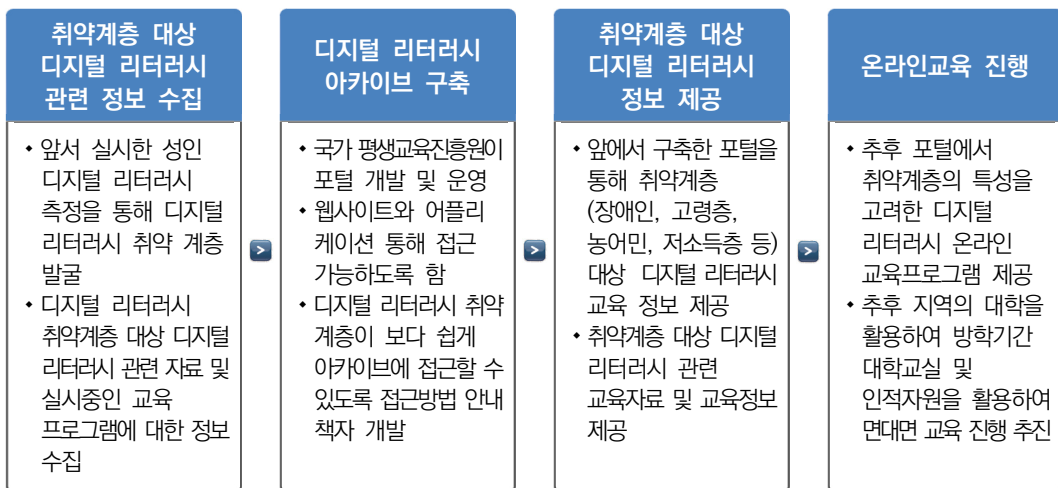 취약계층 대상
디지털 리터러시
관련 정보 수집
• 앞서 실시한 성인
디지털 리터러시
측정을 통해 디지털
리터러시 취약 계층
발굴
• 디지털 리터러시
취약계층 대상 디지털
리터러시 관련 자료 및
실시중인 교육
프로그램에 대한 정보
수집
디지털 리터러시
아카이브 구축
• 국가 평생교육진흥원이
포털 개발 및 운영
• 웹사이트와 어플리
케이션 통해 접근
가능하도록 함
• 디지털 리터러시 취약
계층이 보다 쉽게
아카이브에 접근할 수
있도록 접근방법 안내
책자 개발
취약계층 대상
디지털 리터러시
정보 제공
• 앞에서 구축한 포털을
통해 취약계층
(장애인, 고령층,
농어민, 저소득층 등)
대상 디지털 리터러시
교육 정보 제공
• 취약계층 대상 디지털
리터러시 관련
교육자료 및 교육정보
제공
온라인교육 진행
• 추후 포털에서
취약계층의 특성을
고려한 디지털
리터러시 온라인
교육프로그램 제공
• 추후 지역의 대학을
활용하여 방학기간
대학교실 및
인적자원을 활용하여
면대면 교육 진행 추진